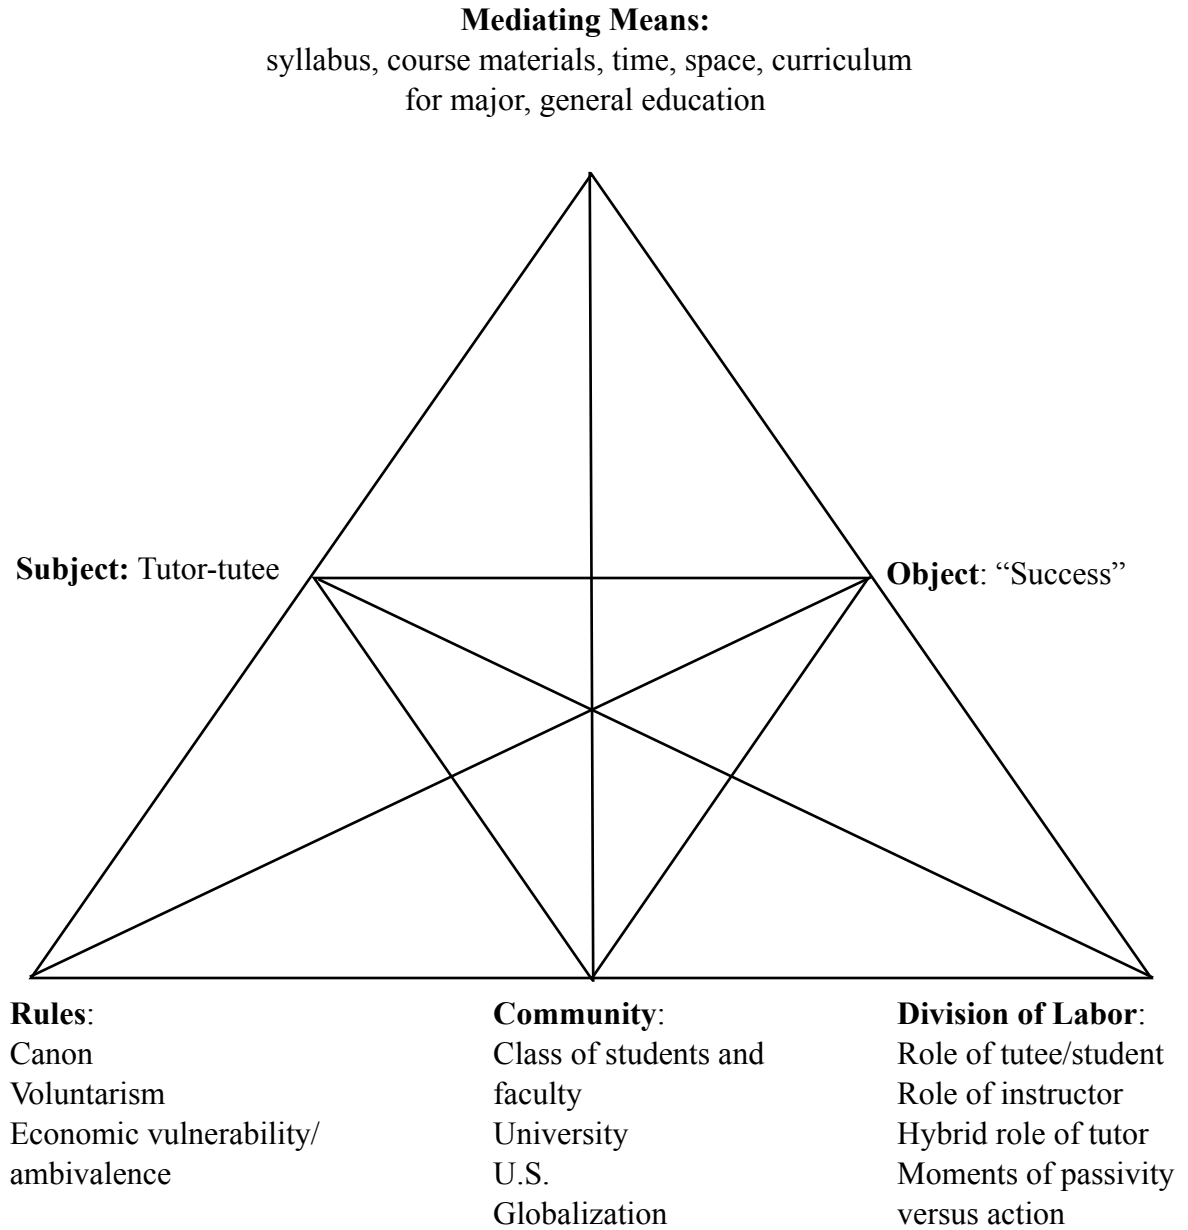 Mediating Means:
syllabus, course materials, time, space, curriculum
for major, general education
Subject: Tutor-tutee
Object: “Success”
Rules:
Canon
Voluntarism
Economic vulnerability/
ambivalence
Community:
Class of students and
faculty
University
U.S.
Globalization
Division of Labor:
Role of tutee/student
Role of instructor
Hybrid role of tutor
Moments of passivity
versus action